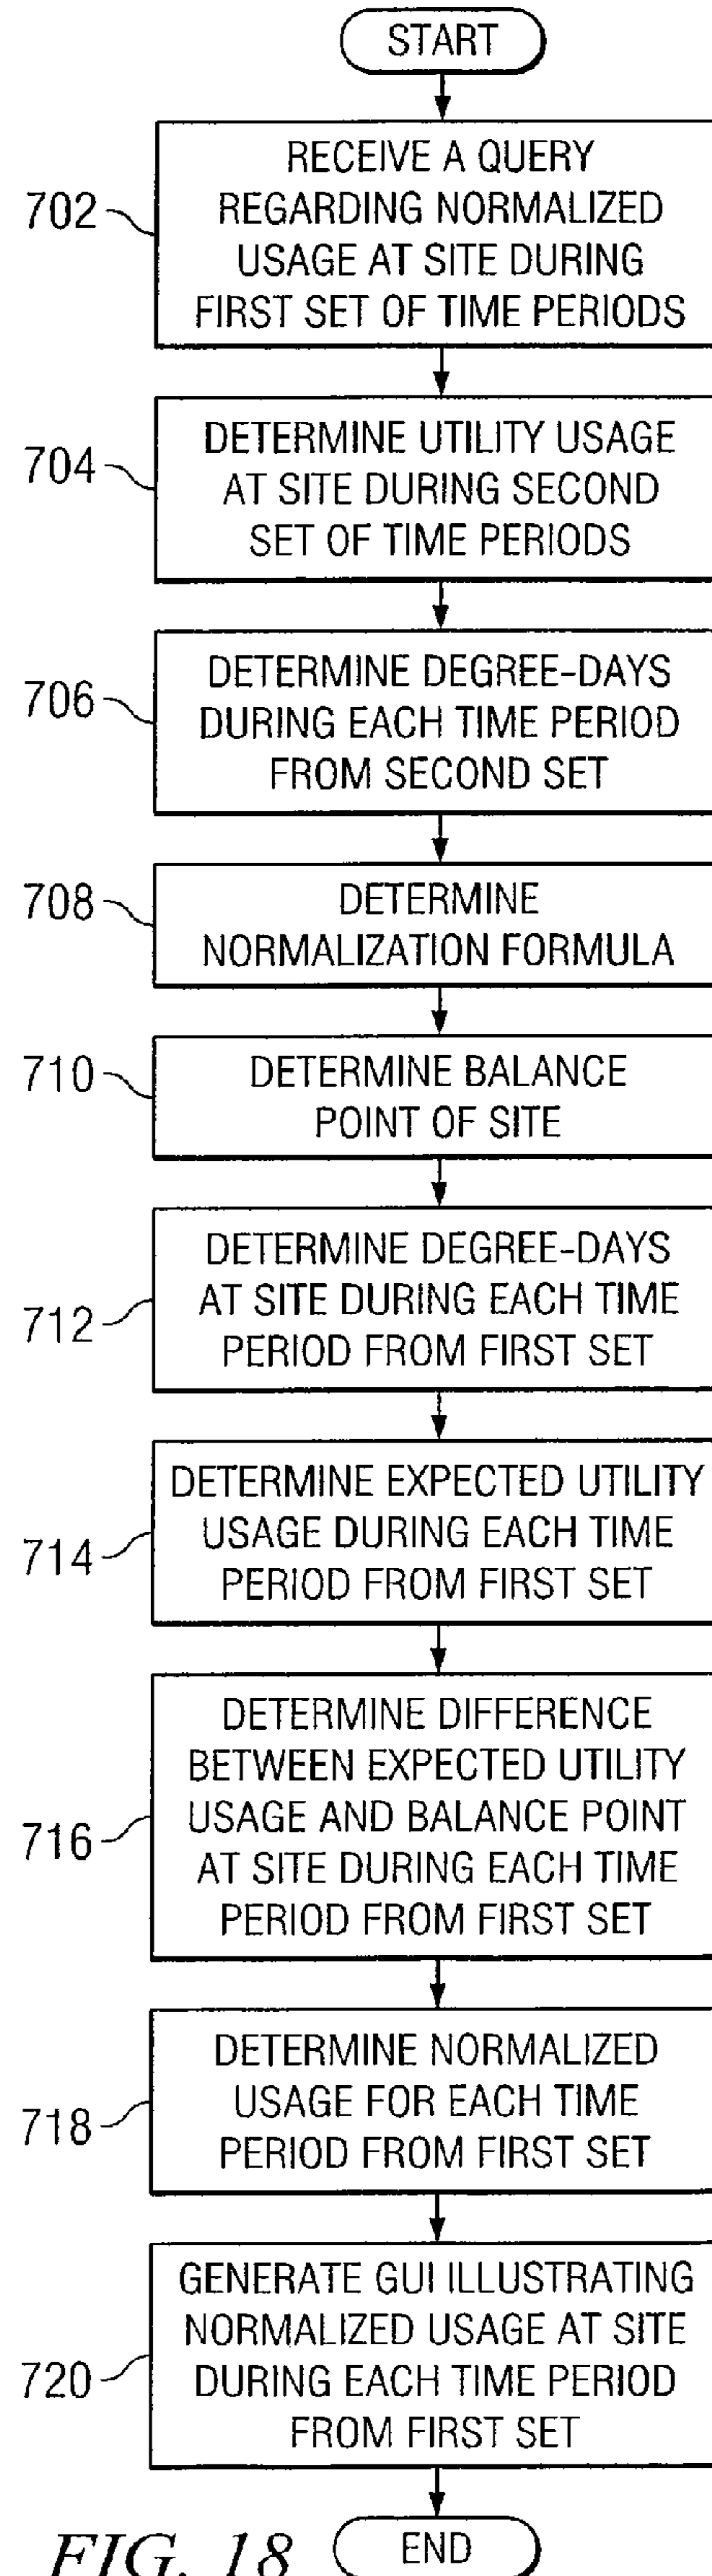 START
702
RECEIVE A QUERY
REGARDING NORMALIZED
USAGE AT SITE DURING
FIRST SET OF TIME PERIODS
704
DETERMINE UTILITY USAGE
AT SITE DURING SECOND
SET OF TIME PERIODS
706
DETERMINE DEGREE-DAYS
DURING EACH TIME PERIOD
FROM SECOND SET
708
DETERMINE
NORMALIZATION FORMULA
710
DETERMINE BALANCE
POINT OF SITE
712
DETERMINE DEGREE-DAYS
AT SITE DURING EACH TIME
PERIOD FROM FIRST SET
714
DETERMINE EXPECTED UTILITY
USAGE DURING EACH TIME
PERIOD FROM FIRST SET
716
DETERMINE DIFFERENCE
BETWEEN EXPECTED UTILITY
USAGE AND BALANCE POINT
AT SITE DURING EACH TIME
PERIOD FROM FIRST SET
718
DETERMINE NORMALIZED
USAGE FOR EACH TIME
PERIOD FROM FIRST SET
720
GENERATE GUI ILLUSTRATING
NORMALIZED USAGE AT SITE
DURING EACH TIME PERIOD
FROM FIRST SET
FIG. 18
END